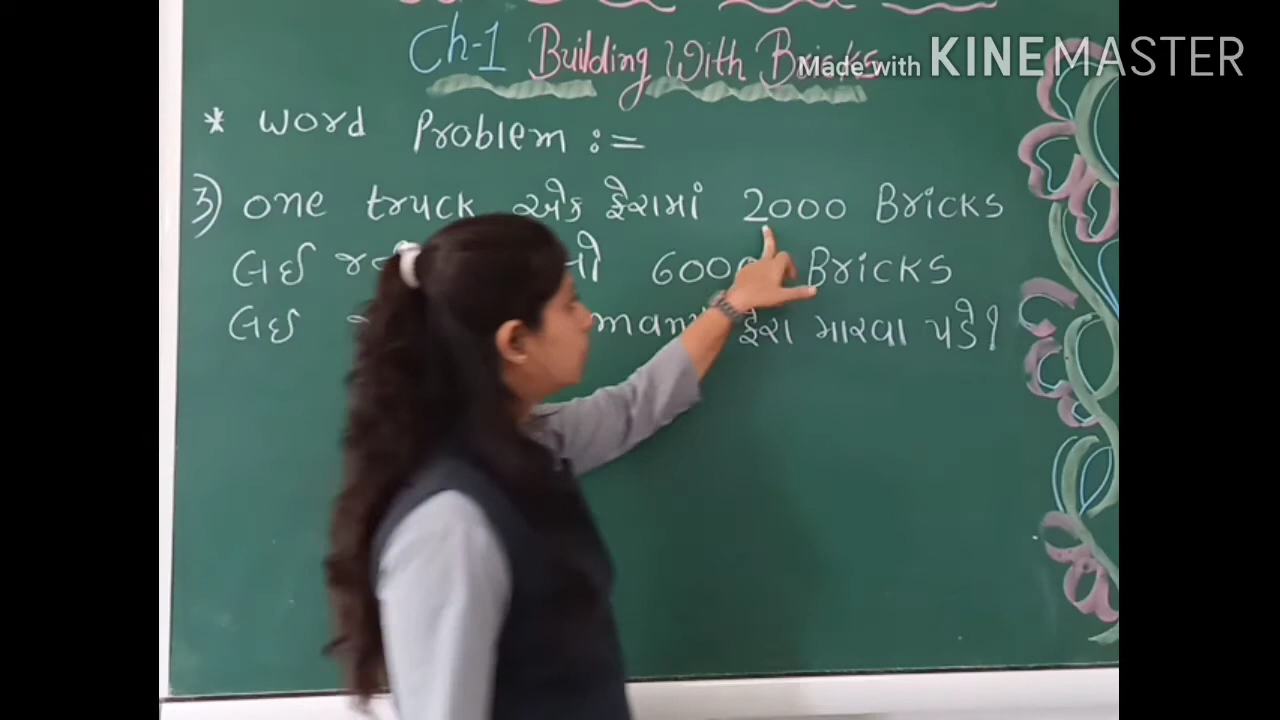 Ch-1 Building With Bricks
Made with KINEMASTER
* Word Problem :=
3) One truck એક ફેરામાં 2000 Bricks
લઈ 6000 Bricks
લઈ many ફેરા મારવા પડે?